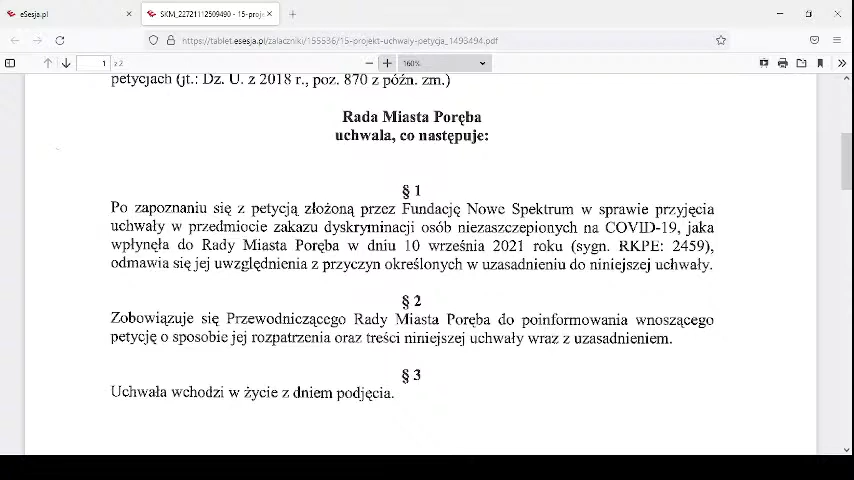 eSesja.pl
SKM_22721112509490 - 15-proje
https://tablet.esesja.pl/zalaczniki/155536/15-projekt-uchwaly-petycja_1493494.pdf
1 z 2
160%
petycjach (jt.: Dz. U. z 2018 r., poz. 870 z późn. zm.)
Rada Miasta Poręba
uchwala, co następuje:
§ 1
Po zapoznaniu się z petycją złożoną przez Fundację Nowe Spektrum w sprawie przyjęcia
uchwały w przedmiocie zakazu dyskryminacji osób niezaszczepionych na COVID-19, jaka
wpłynęła do Rady Miasta Poręba w dniu 10 września 2021 roku (sygn. RKPE: 2459),
odmawia się jej uwzględnienia z przyczyn określonych w uzasadnieniu do niniejszej uchwały.
§ 2
Zobowiązuje się Przewodniczącego Rady Miasta Poręba do poinformowania wnoszącego
petycję o sposobie jej rozpatrzenia oraz treści niniejszej uchwały wraz z uzasadnieniem.
§ 3
Uchwała wchodzi w życie z dniem podjęcia.